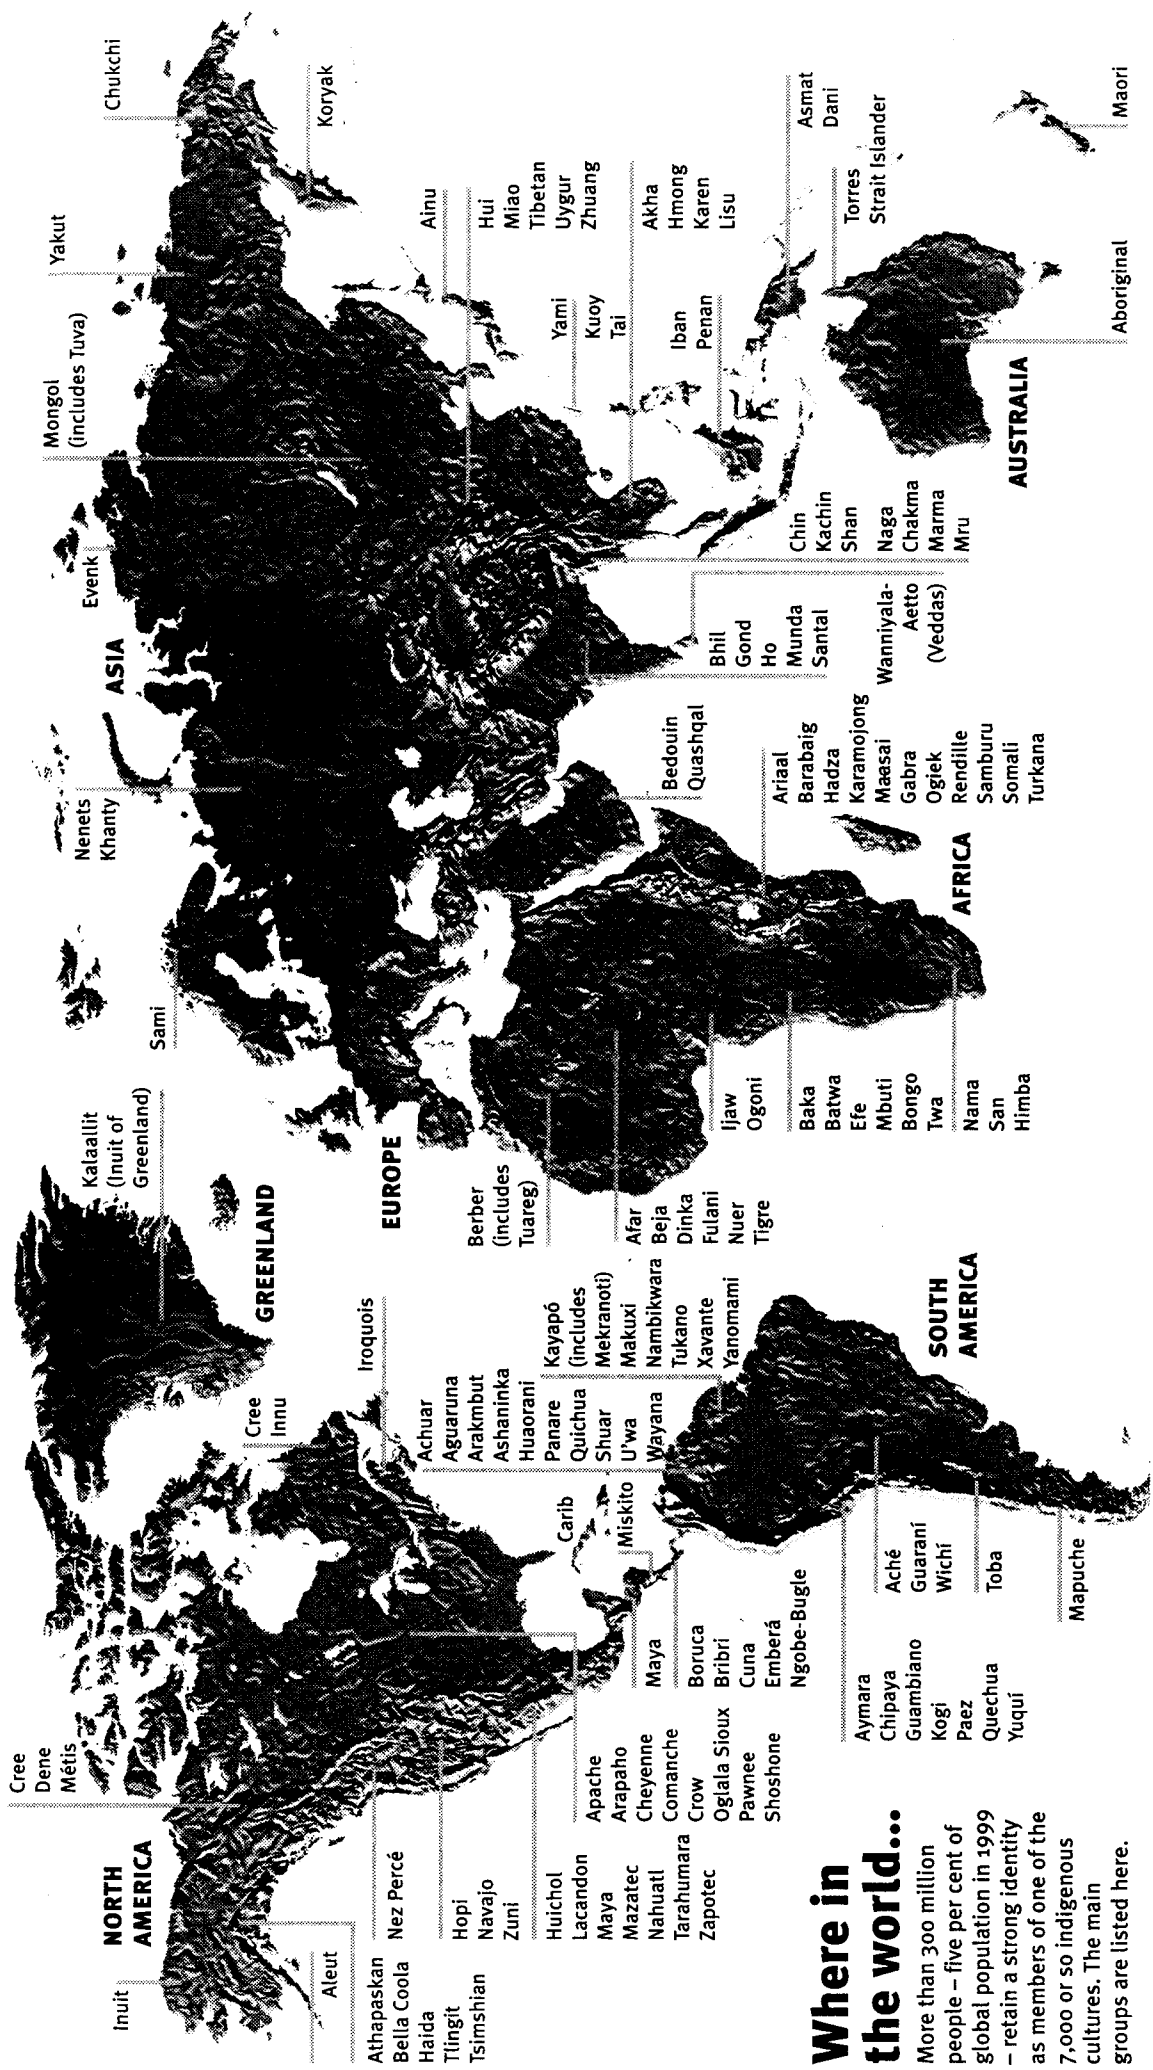 Where in
the world...
More than 300 million
people – five per cent of
global population in 1999
– retain a strong identity
as members of one of the
7,000 or so indigenous
cultures. The main
groups are listed here.
NORTH
AMERICA
Inuit
Aleut
Athapaskan
Bella Coola
Haida
Tlingit
Tsimshian
Cree
Dene
Métis
Nez Percé
Hopi
Navajo
Zuni
Huichol
Lacandon
Maya
Mazatec
Nahuatl
Tarahumara
Zapotec
Apache
Arapaho
Cheyenne
Comanche
Crow
Oglala Sioux
Pawnee
Shoshone
Cree
Innu
Iroquois
Maya
Boruca
Bribri
Cuna
Emberá
Ngobe-Bugle
Carib
Miskito
Achuar
Aguaruna
Arakmbut
Ashaninka
Huaorani
Panare
Quichua
Shuar
U'wa
Wayana
Kayapó
(includes
Mekranoti)
Makuxi
Nambikwara
Tukano
Xavante
Yanomami
Aymara
Chipaya
Guambiano
Kogi
Paez
Quechua
Yuquí
Aché
Guaraní
Wichí
Toba
Mapuche
SOUTH
AMERICA
GREENLAND
Kalaallit
(Inuit of
Greenland)
EUROPE
Sami
Berber
(includes
Tuareg)
Afar
Beja
Dinka
Fulani
Nuer
Tigre
Ijaw
Ogoni
Baka
Batwa
Efe
Mbuti
Bongo
Twa
Nama
San
Himba
AFRICA
Ariaal
Barabaig
Hadza
Karamojong
Maasai
Gabra
Ogiek
Rendille
Samburu
Somali
Turkana
Bedouin
Quashqal
ASIA
Nenets
Khanty
Evenk
Mongol
(includes Tuva)
Yakut
Chukchi
Koryak
Ainu
Hui
Miao
Tibetan
Uygur
Zhuang
Akha
Hmong
Karen
Lisu
Yami
Kuoy
Tai
Iban
Penan
Bhil
Gond
Ho
Munda
Santal
Wanniyala-
Aetto
(Veddas)
Chin
Kachin
Shan
Naga
Chakma
Marma
Mru
Asmat
Dani
Torres
Strait Islander
AUSTRALIA
Aboriginal
Maori